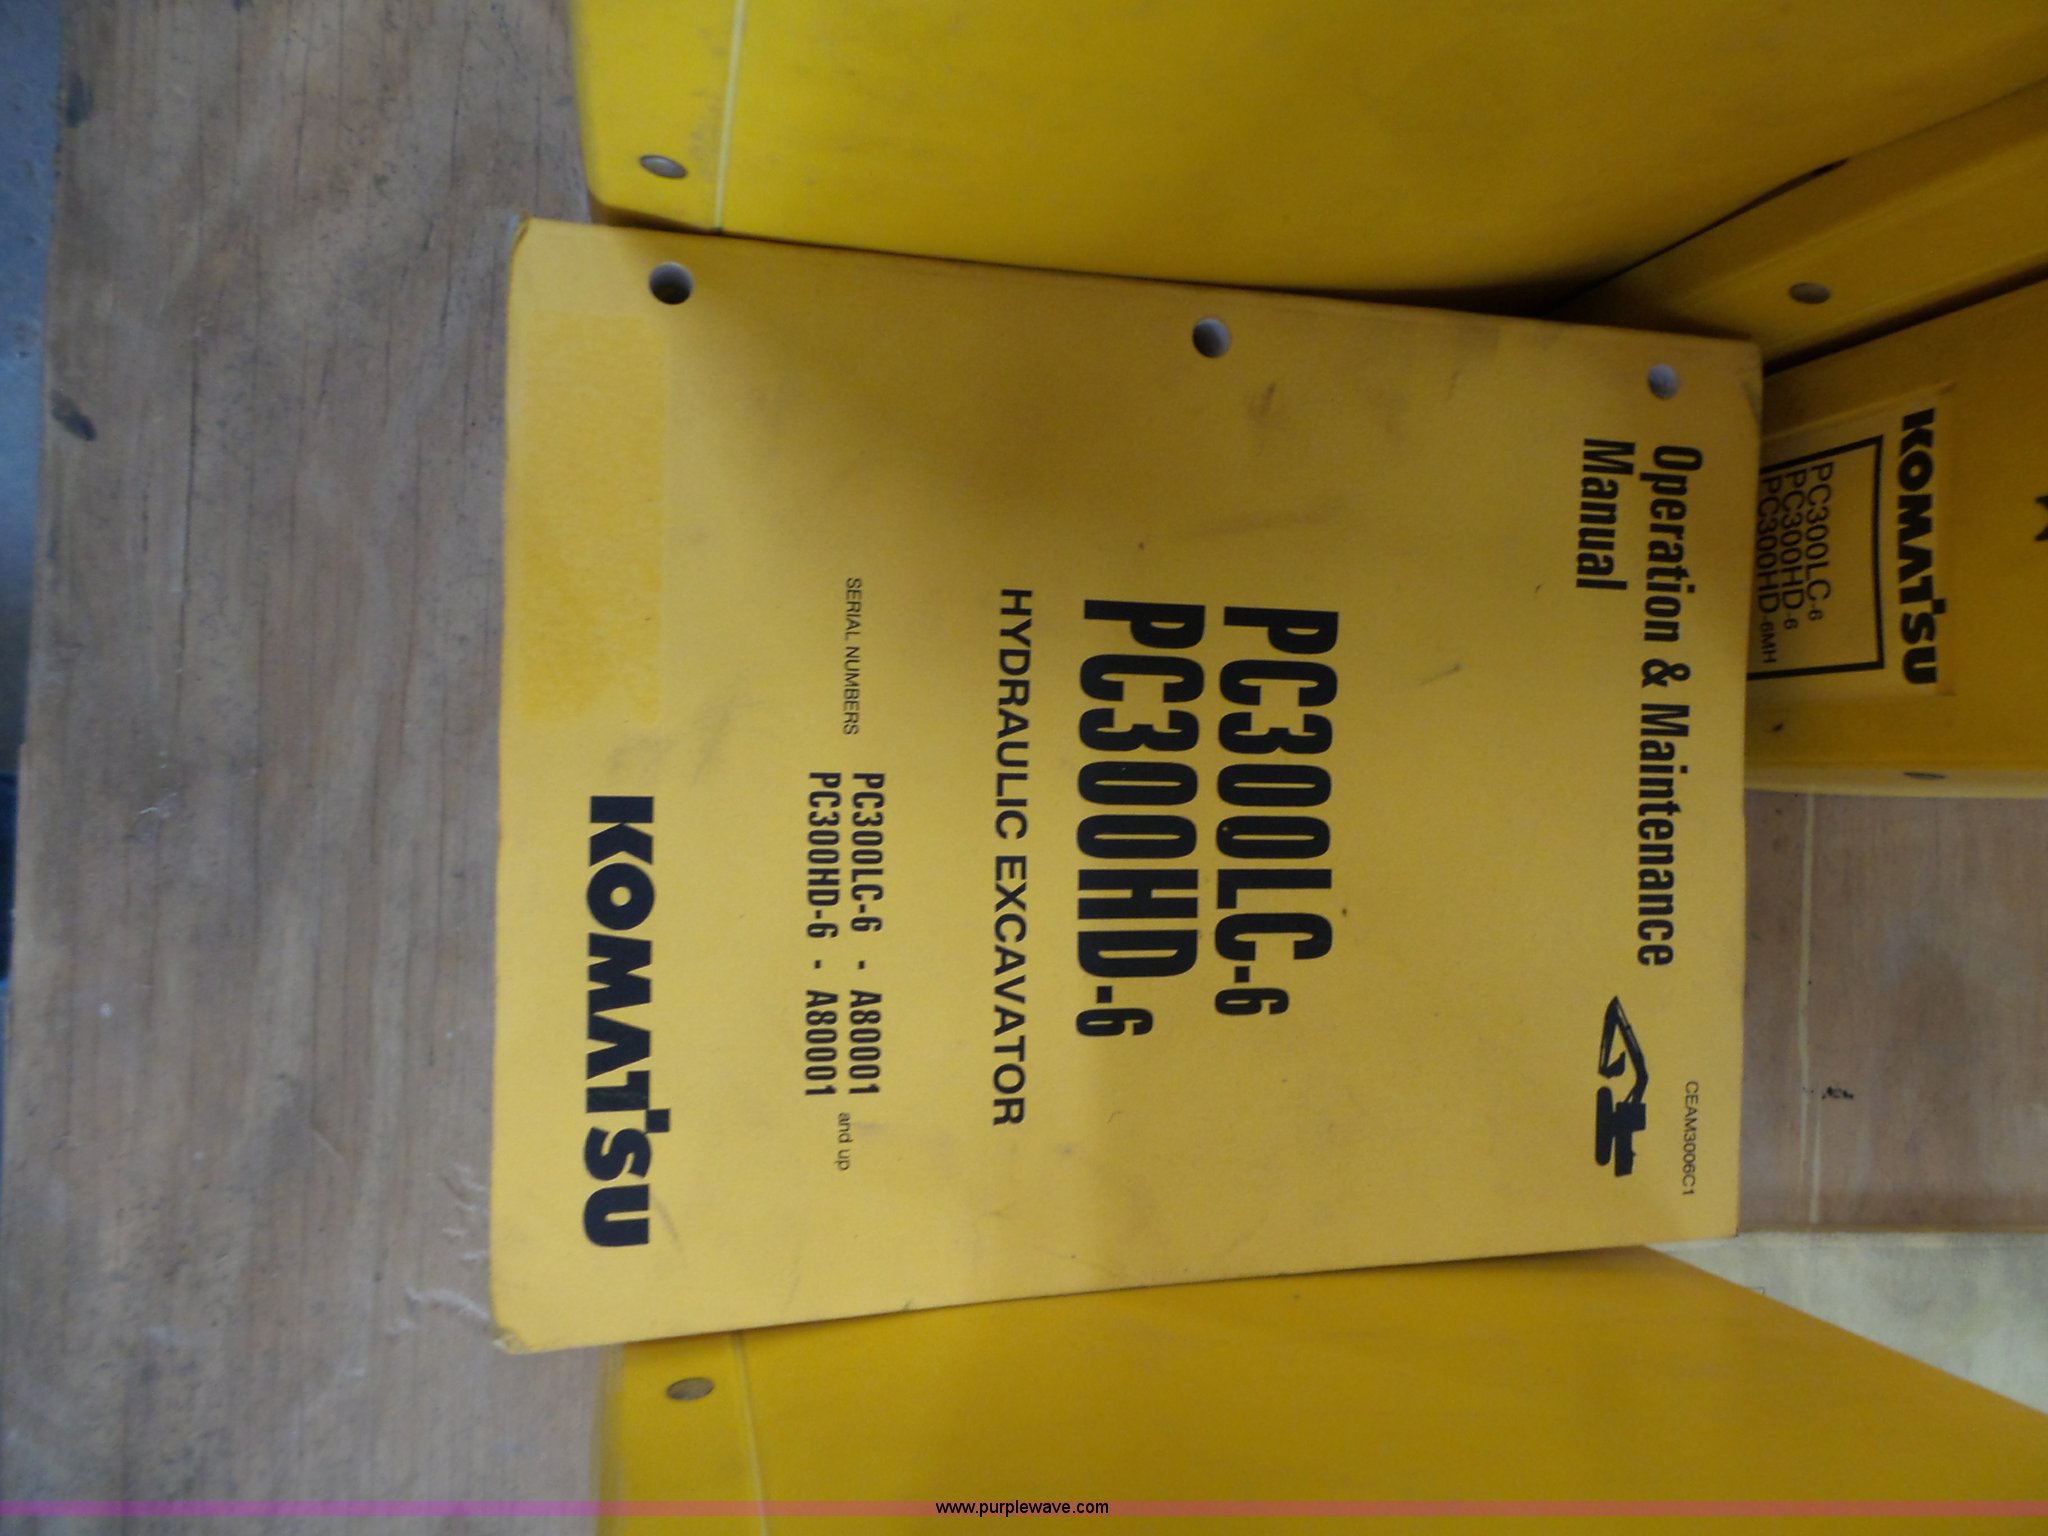 CEAM3006C1
Operation & Maintenance
Manual
PC300LC-6
PC300HD-6
HYDRAULIC EXCAVATOR
SERIAL NUMBERS PC300LC-6 - A80001 and up
PC300HD-6 - A80001
KOMATSU
KOMATSU
PC300LC-6
PC300HD-6
PC300HD-6MH
www.purplewave.com